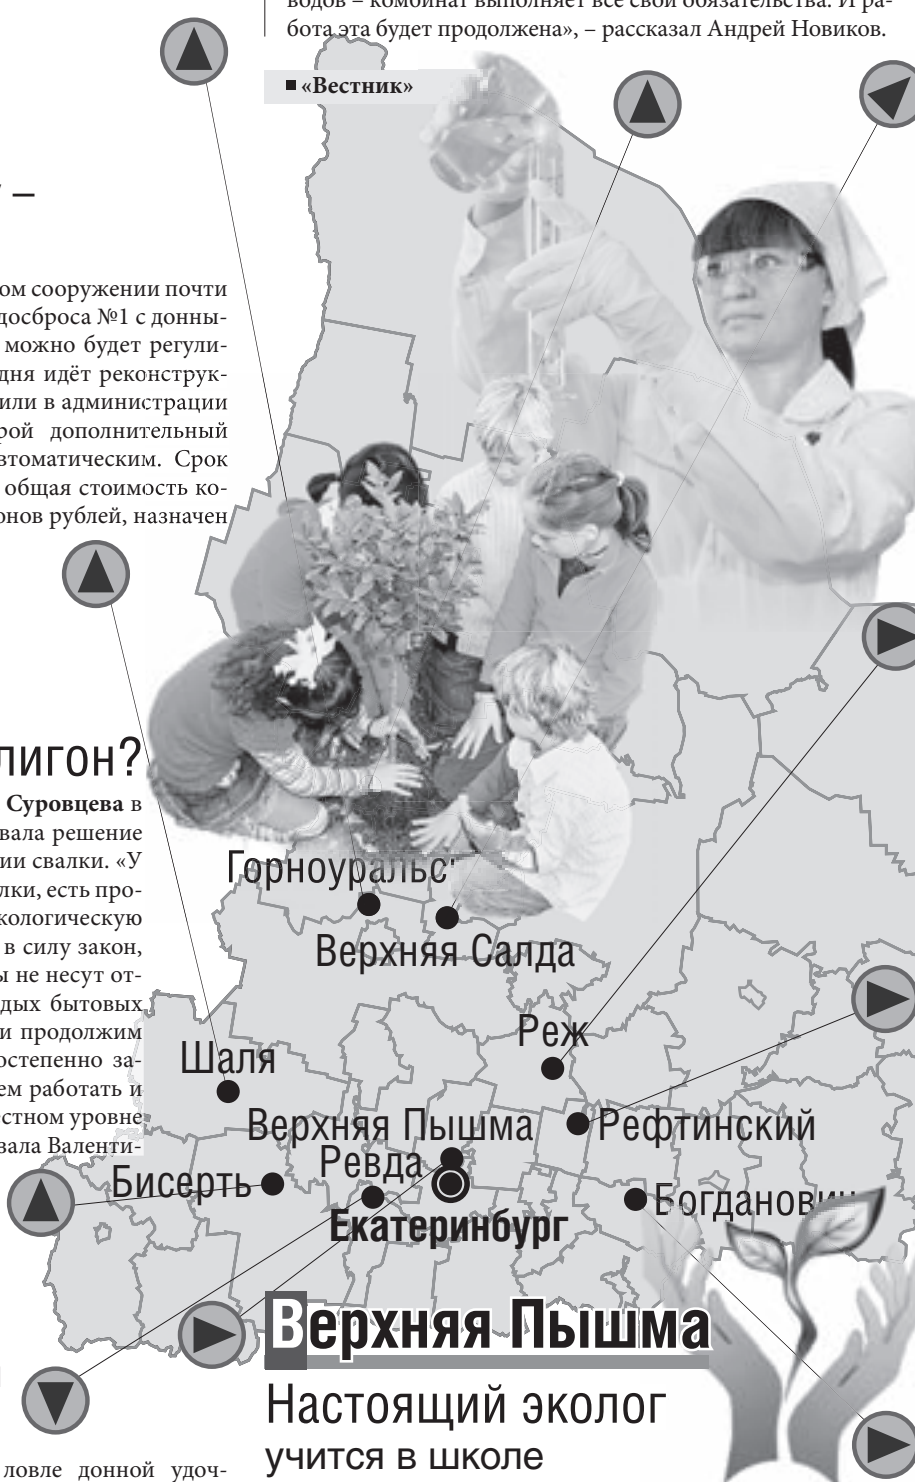 водов – комбинат выполняет все свои обязательства. И ра-
бота эта будет продолжена», – рассказал Андрей Новиков.
■ «Вестник»
–
ом сооружении почти
досброса №1 с донны-
можно будет регули-
дня идёт реконструк-
или в администрации
рой дополнительный
втоматическим. Срок
общая стоимость ко-
онов рублей, назначен
лигон?
Суровцева в
вала решение
ии свалки. «У
лки, есть про-
кологическую
в силу закон,
ы не несут от-
дых бытовых
и продолжим
остепенно за-
ем работать и
естном уровне
вала Валенти-
Горноуральс
Верхняя Салда
Реж
Шаля
Верхняя Пышма
Рефтинский
Ревда
Бисерть
Богданович
Екатеринбург
Верхняя Пышма
Настоящий эколог
учится в школе
ловле донной удоч-